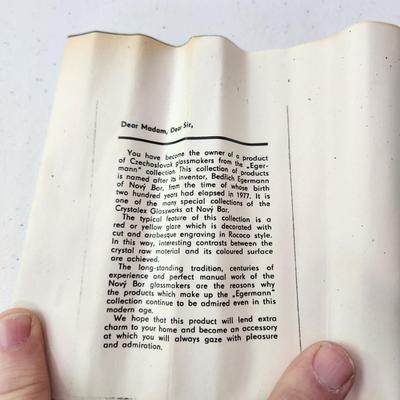 Dear Madam, Dear Sir,
You have become the owner of a product
of Czechoslovak glassmakers from the „Eger-
mann" collection. This collection of products
is named after its inventor, Bedlich Egermann
of Nový Bor, from the time of whose birth
two hundred years had elapsed in 1977. It is
one of the many special collections of the
Crystalex Glassworks at Nový Bor.
The typical feature of this collection is a
red or yellow glaze which is decorated with
cut and arabesque engraving in Rococo style.
In this way, interesting contrasts between the
crystal raw material and its coloured surface
are achieved.
The long-standing tradition, centuries of
experience and perfect manual work of the
Nový Bor glassmakers are the reasons why
the products which make up the „Egermann"
collection continue to be admired even in this
modern age.
We hope that this product will lend extra
charm to your home and become an accessory
at which you will always gaze with pleasure
and admiration.